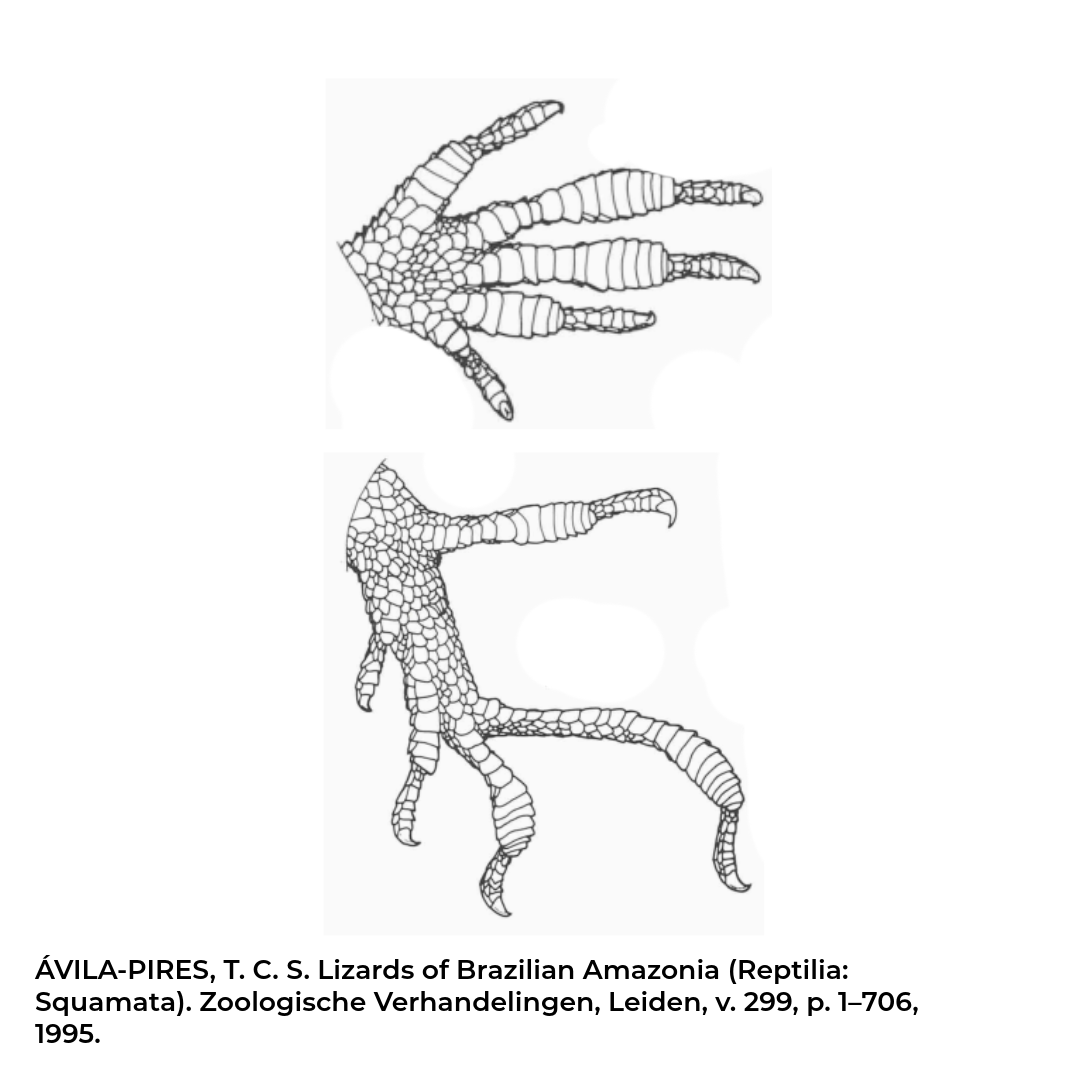 ÁVILA-PIRES, T. C. S. Lizards of Brazilian Amazonia (Reptilia:
Squamata). Zoologische Verhandelingen, Leiden, v. 299, p. 1–706,
1995.